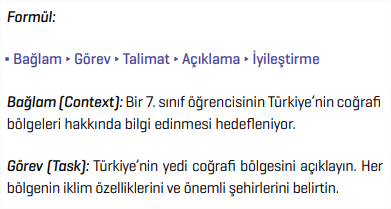 Formül:
• Bağlam ‣ Görev ‣ Talimat ‣ Açıklama ‣ İyileştirme
Bağlam (Context): Bir 7. sınıf öğrencisinin Türkiye’nin coğrafi
bölgeleri hakkında bilgi edinmesi hedefleniyor.
Görev (Task): Türkiye’nin yedi coğrafi bölgesini açıklayın. Her
bölgenin iklim özelliklerini ve önemli şehirlerini belirtin.